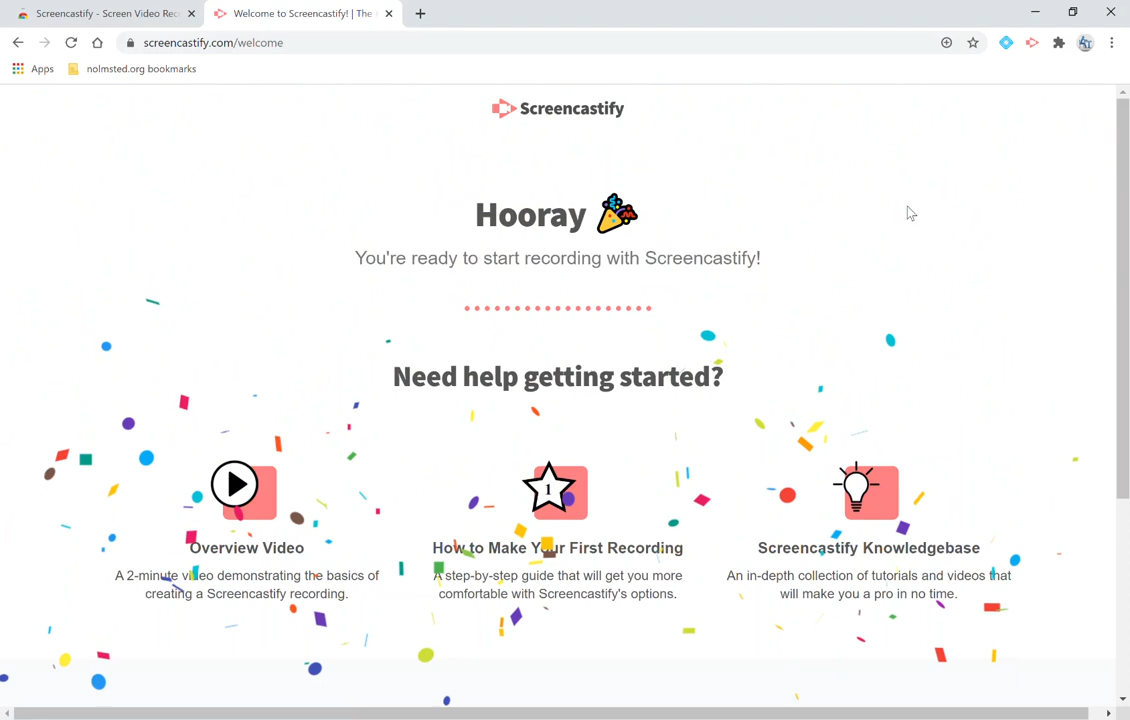 Screencastify - Screen Video Rec
Welcome to Screencastify! | The
screencastify.com/welcome
Apps
nolmsted.org bookmarks
Screencastify
Hooray
You're ready to start recording with Screencastify!
Need help getting started?
1
Overview Video
A 2-minute video demonstrating the basics of
creating a Screencastify recording.
How to Make Your First Recording
A step-by-step guide that will get you more
comfortable with Screencastify's options.
Screencastify Knowledgebase
An in-depth collection of tutorials and videos that
will make you a pro in no time.